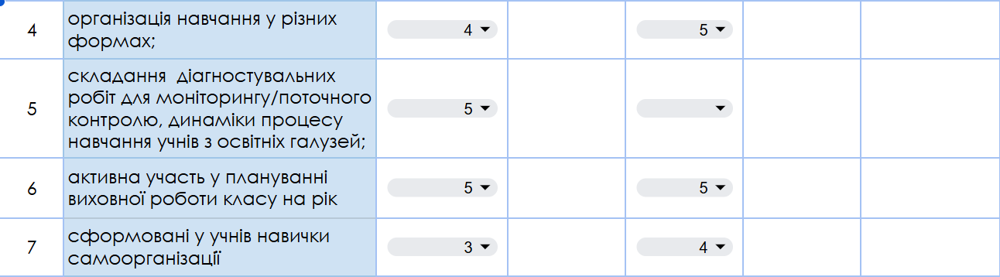 4
організація навчання у різних
формах;
4
5
5
складання діагностувальних
робіт для моніторингу/поточного
контролю, динаміки процесу
навчання учнів з освітніх галузей;
5
6
активна участь у плануванні
виховної роботи класу на рік
5
5
7
сформовані у учнів навички
самоорганізації
3
4